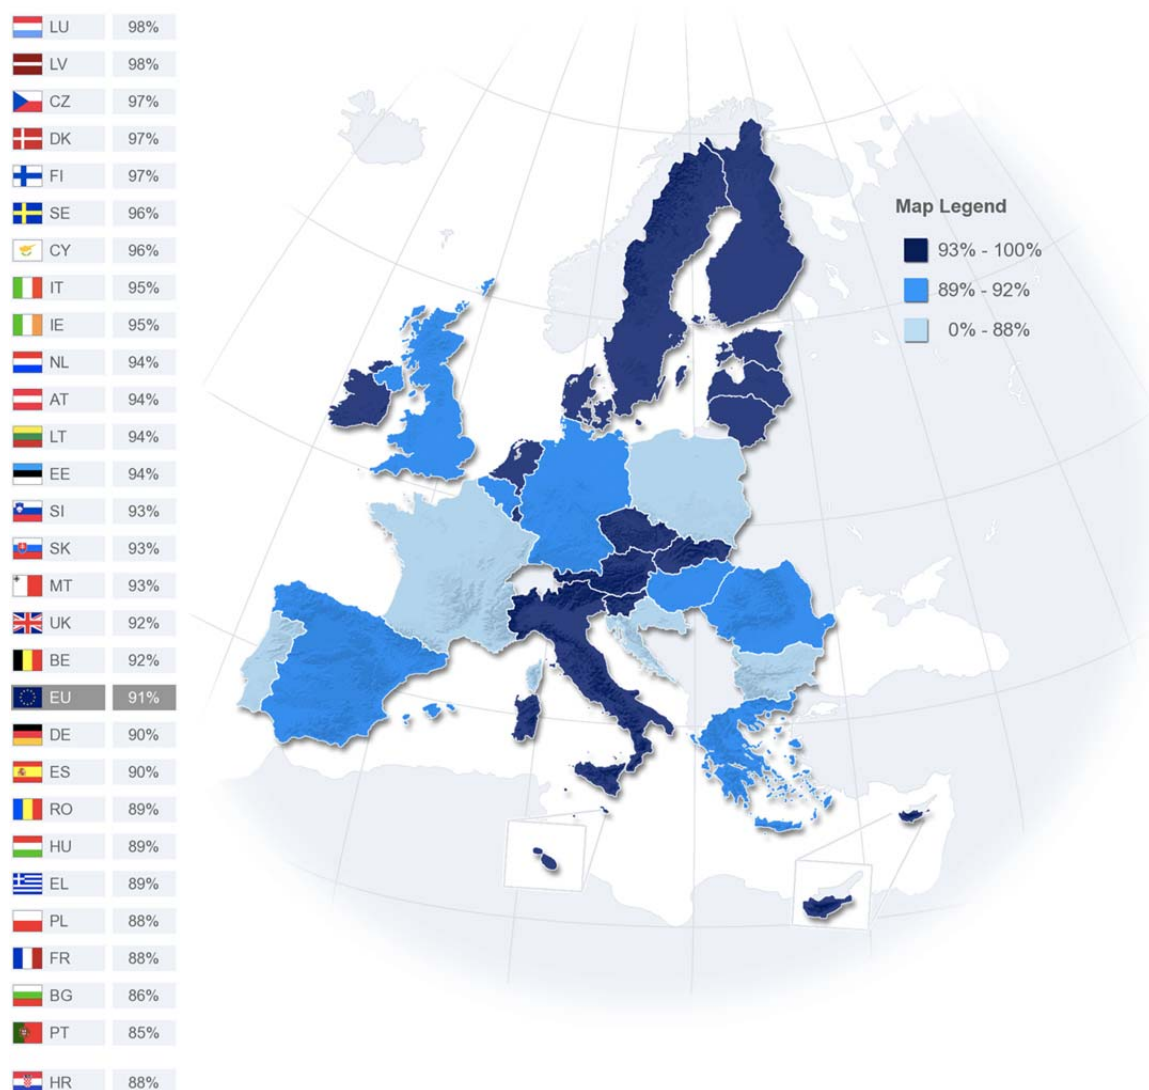 LU 98%
LV 98%
CZ 97%
DK 97%
FI 97%
SE 96%
CY 96%
IT 95%
IE 95%
NL 94%
AT 94%
LT 94%
EE 94%
SI 93%
SK 93%
MT 93%
UK 92%
BE 92%
EU 91%
DE 90%
ES 90%
RO 89%
HU 89%
EL 89%
PL 88%
FR 88%
BG 86%
PT 85%
HR 88%
Map Legend
93% - 100%
89% - 92%
0% - 88%